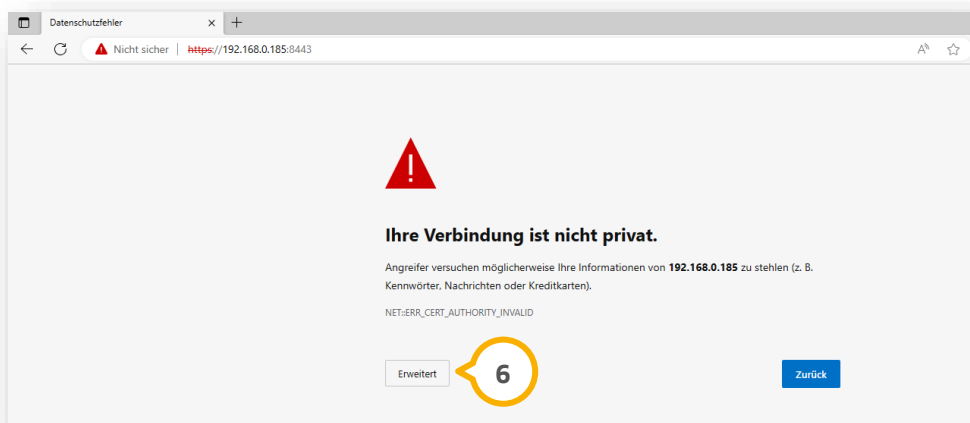 Datenschutzfehler
Nicht sicher | https://192.168.0.185:8443
Ihre Verbindung ist nicht privat.
Angreifer versuchen möglicherweise Ihre Informationen von 192.168.0.185 zu stehlen (z. B.
Kennwörter, Nachrichten oder Kreditkarten).
NET::ERR_CERT_AUTHORITY_INVALID
Erweitert 6 Zurück